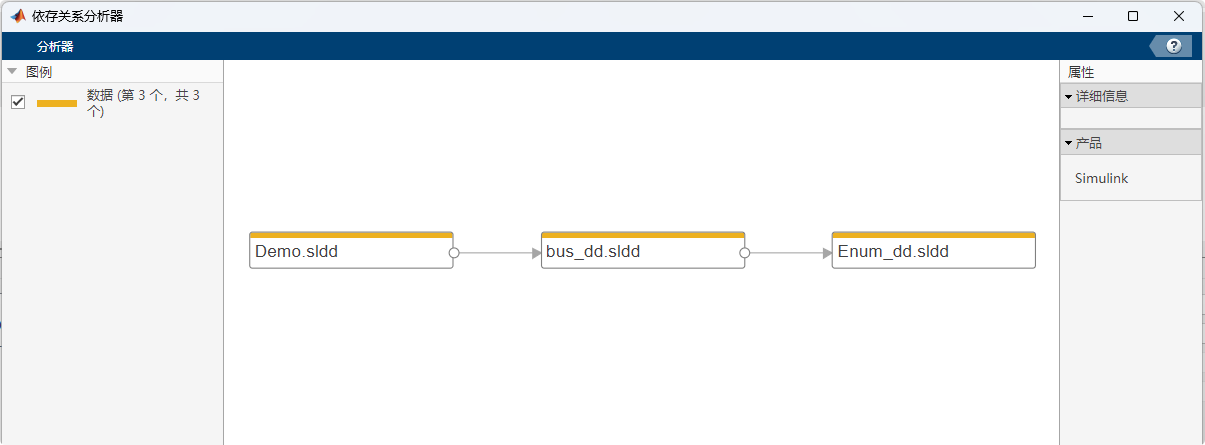 依存关系分析器
分析器
?
图例
属性
数据 (第 3 个，共 3
个)
详细信息
产品
Simulink
Demo.sldd
bus_dd.sldd
Enum_dd.sldd